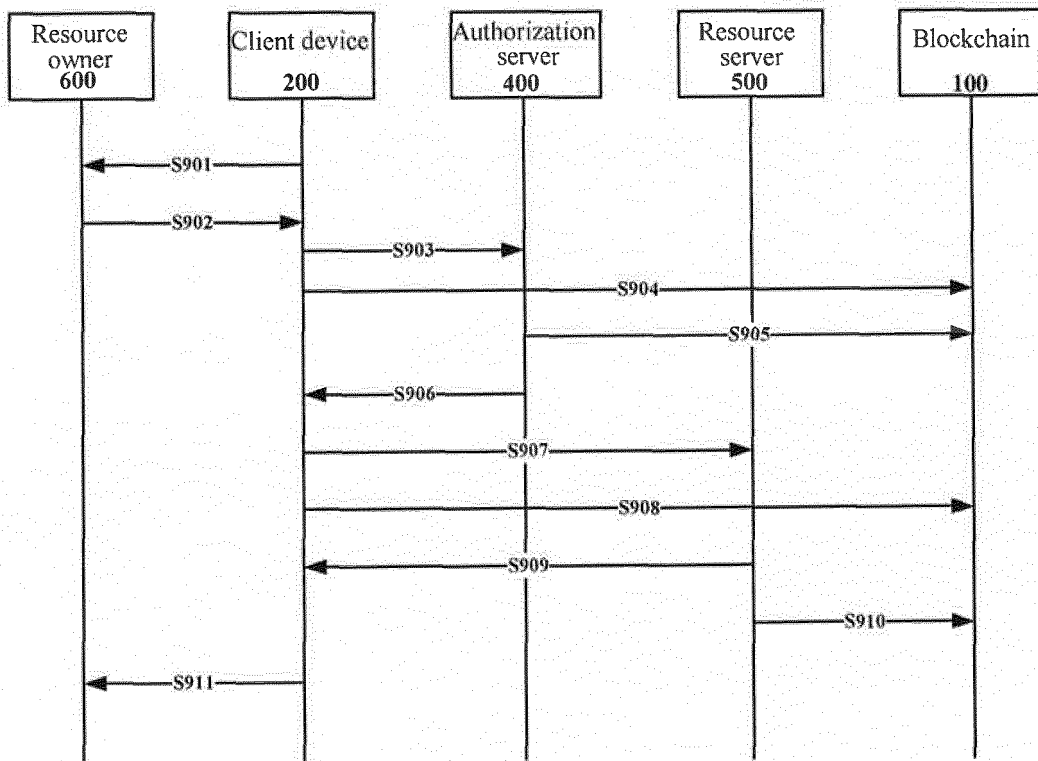 Resource
owner
600
Client device
200
Authorization
server
400
Resource
server
500
Blockchain
100
S901
S902
S903
S904
S905
S906
S907
S908
S909
S910
S911